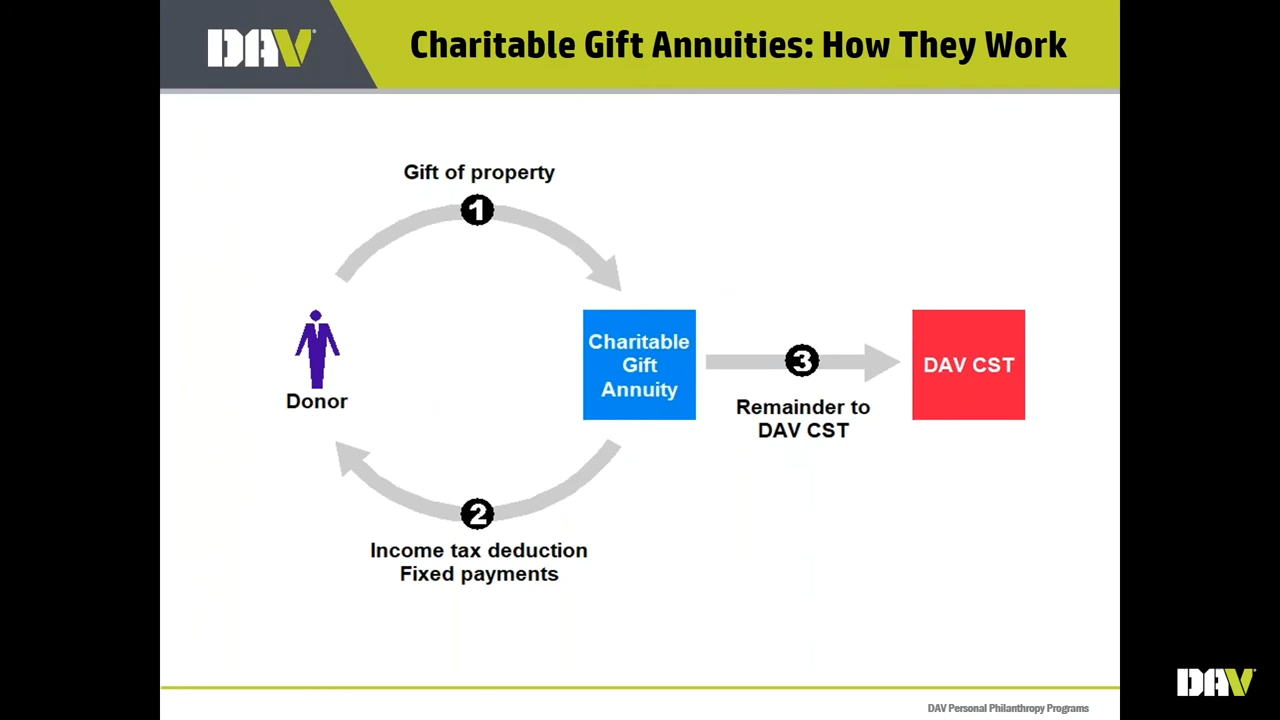 DAV
Charitable Gift Annuities: How They Work
Gift of property
1
Donor
Charitable
Gift
Annuity
3
Remainder to
DAV CST
DAV CST
2
Income tax deduction
Fixed payments
DAV
DAV Personal Philanthropy Programs